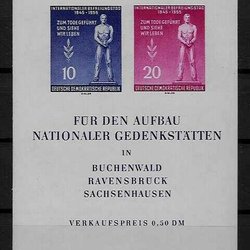 INTERNATIONALER BEFREIUNGSTAG
1945-1955
ZUM TODE GEFÜHRT
UND SIEHE
WIR LEBEN
10
DEUTSCHE DEMOKRATISCHE REPUBLIK
INTERNATIONALER BEFREIUNGSTAG
1945-1955
ZUM TODE GEFÜHRT
UND SIEHE
WIR LEBEN
20
DEUTSCHE DEMOKRATISCHE REPUBLIK
FÜR DEN AUFBAU
NATIONALER GEDENKSTÄTTEN
IN
BUCHENWALD
RAVENSBRÜCK
SACHSENHAUSEN
VERKAUFSPREIS 0,50 DM